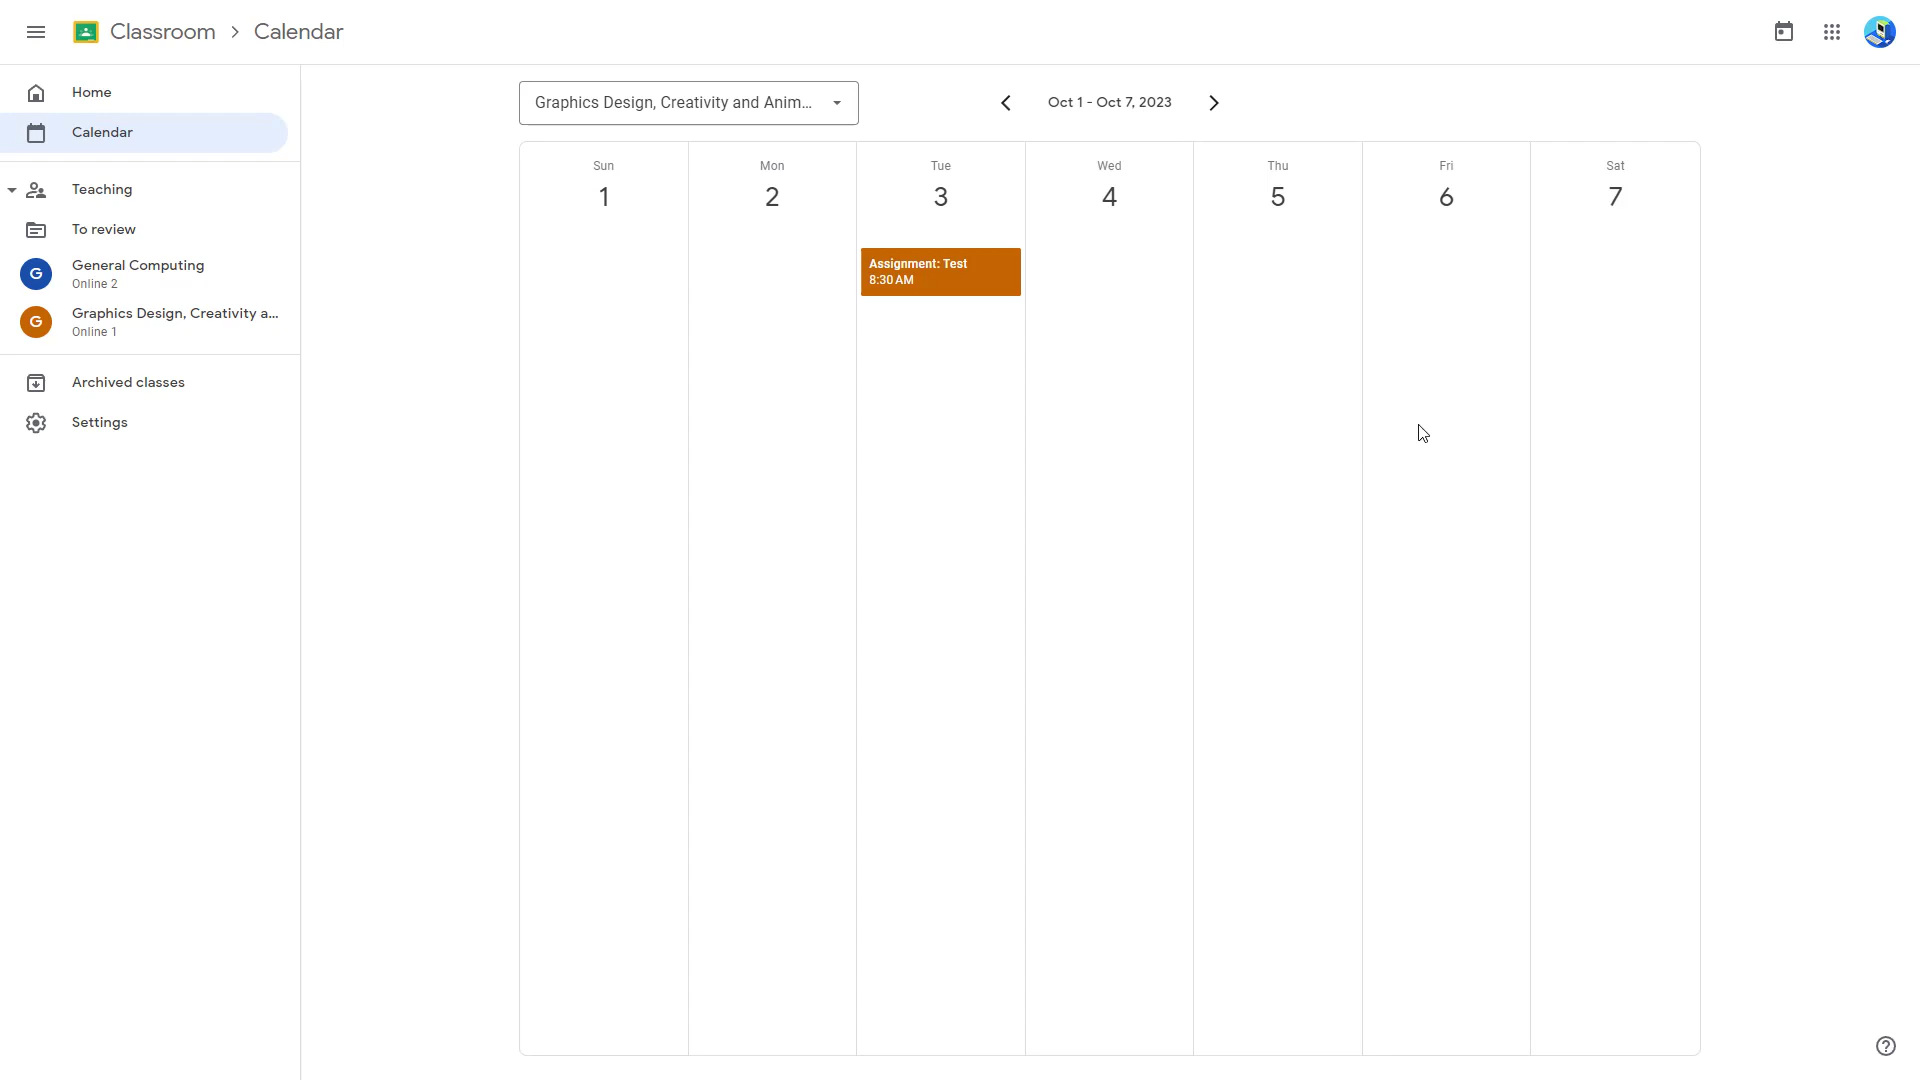 Classroom > Calendar
Home
Calendar
Teaching
To review
G
General Computing
Online 2
G
Graphics Design, Creativity a...
Online 1
Archived classes
Settings
Graphics Design, Creativity and Anim...
Oct 1 - Oct 7, 2023
Sun Mon Tue Wed Thu Fri Sat
1 2 3 4 5 6 7
Assignment: Test
8:30 AM